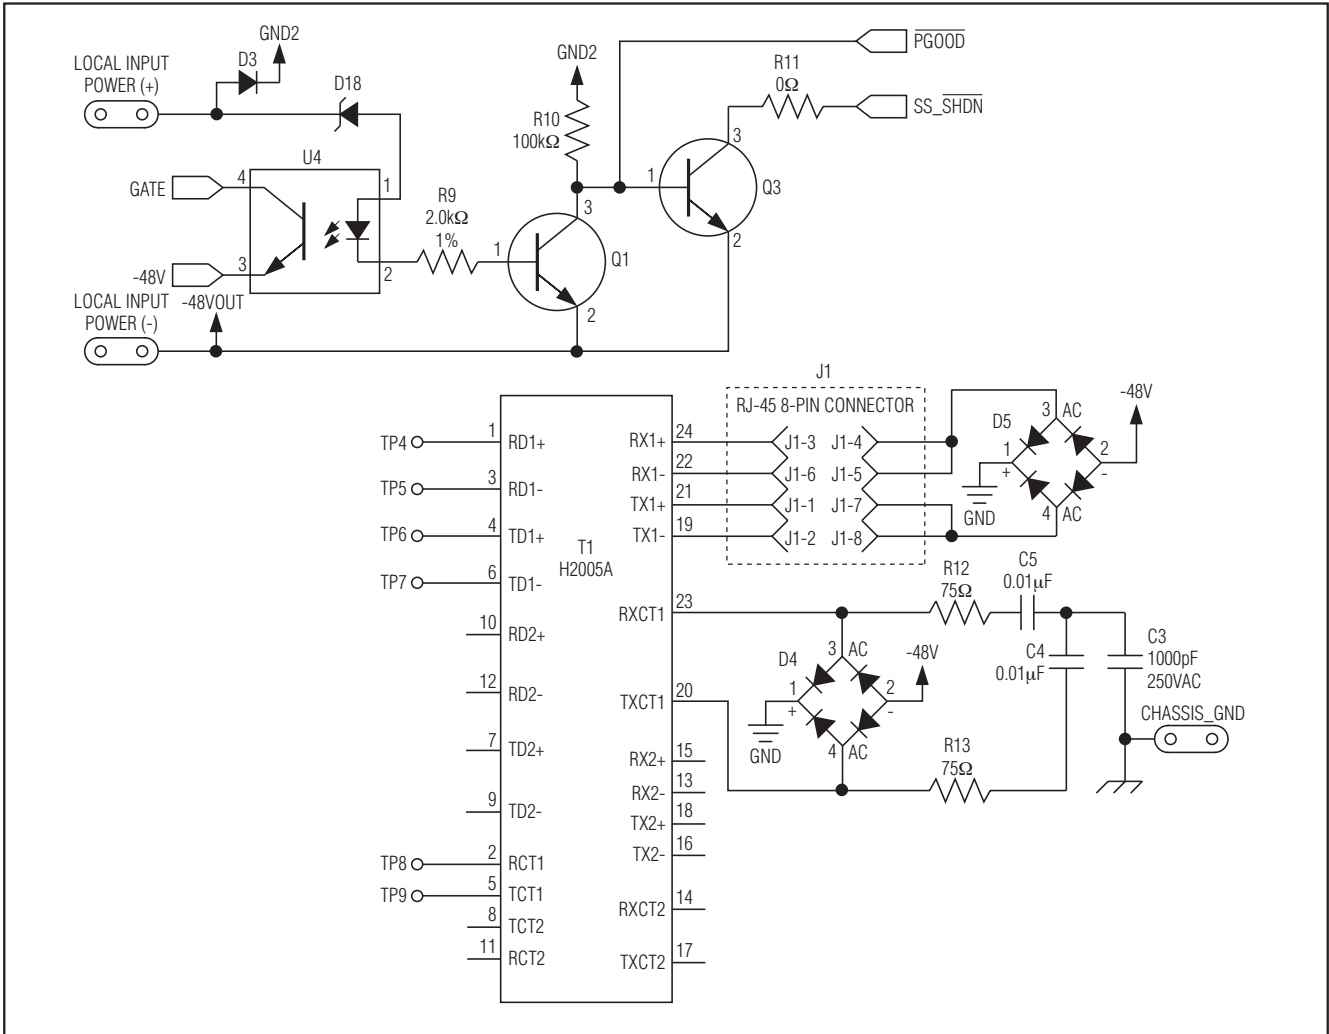 LOCAL INPUT
POWER (+)
D3
GND2
D18
U4
GATE
4
1
-48V
3
2
R9
2.0kΩ
1%
LOCAL INPUT
POWER (-)
-48VOUT
GND2
R10
100kΩ
1
3
Q1
2
1
3
Q3
2
R11
0Ω
PGOOD
SS_SHDN
T1
H2005A
TP4
1
RD1+
TP5
3
RD1-
TP6
4
TD1+
TP7
6
TD1-
10
RD2+
12
RD2-
7
TD2+
9
TD2-
TP8
2
RCT1
TP9
5
TCT1
8
TCT2
11
RCT2
RX1+
24
RX1-
22
TX1+
21
TX1-
19
RXCT1
23
TXCT1
20
RX2+
15
RX2-
13
TX2+
18
TX2-
16
RXCT2
14
TXCT2
17
J1
RJ-45 8-PIN CONNECTOR
J1-3 J1-4
J1-6 J1-5
J1-1 J1-7
J1-2 J1-8
D5
3 AC
1
+
2
-
4 AC
GND
-48V
D4
3 AC
1
+
2
-
4 AC
GND
-48V
R12
75Ω
C5
0.01µF
C4
0.01µF
C3
1000pF
250VAC
R13
75Ω
CHASSIS_GND